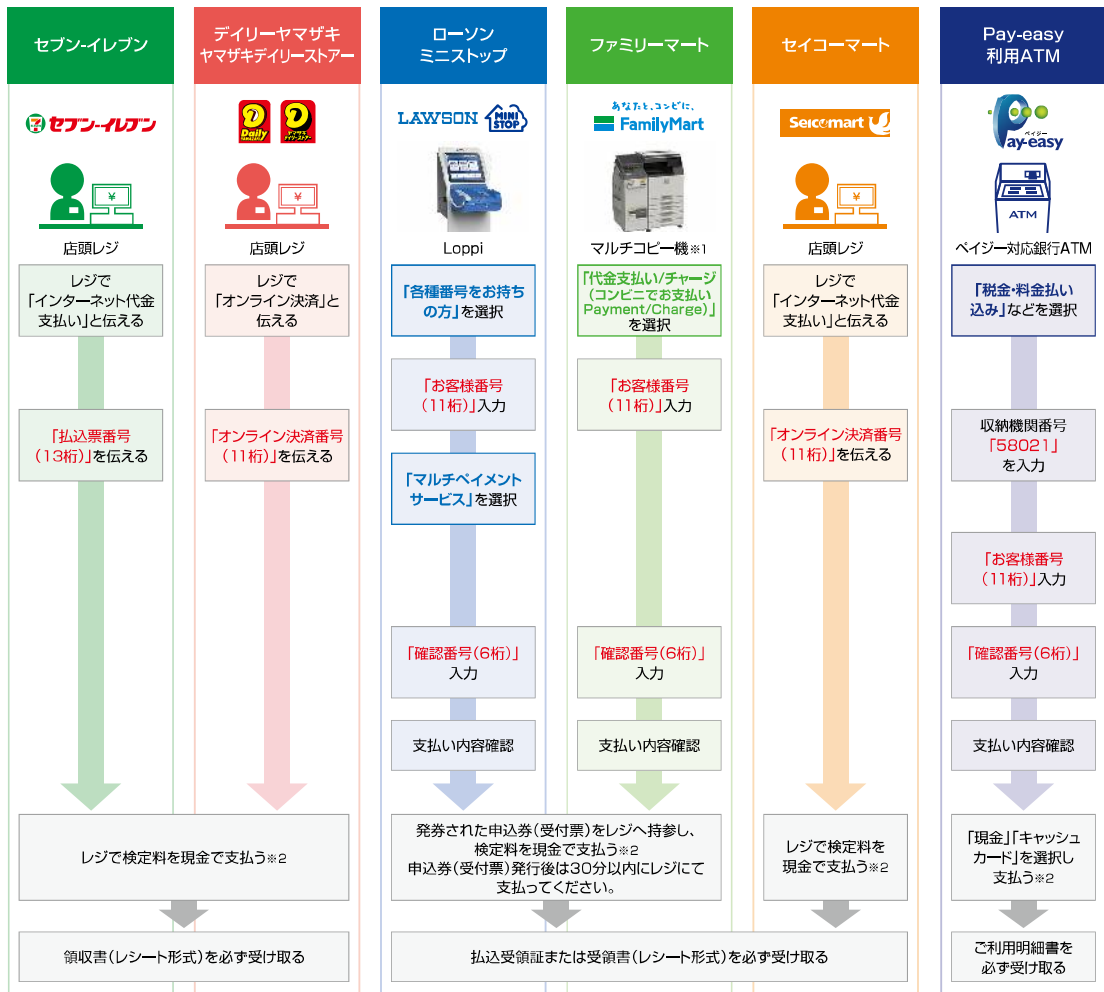 セブン-イレブン
デイリーヤマザキ
ヤマザキデイリーストアー
ローソン
ミニストップ
ファミリーマート
セイコーマート
Pay-easy
利用ATM
セブン-イレブン
Daily
YAMAZAKI
ヤマザキ
デイリーストアー
LAWSON
MINI
STOP
あなたと、コンビに、
FamilyMart
Seicomart
ペイジー
Pay-easy
¥
¥
¥
ATM
店頭レジ
店頭レジ
Loppi
マルチコピー機※1
店頭レジ
ペイジー対応銀行ATM
レジで
「インターネット代金
支払い」と伝える
レジで
「オンライン決済」と
伝える
「各種番号をお持ち
の方」を選択
「代金支払い/チャージ
(コンビニでお支払い
Payment/Charge)」
を選択
レジで
「インターネット代金
支払い」と伝える
「税金・料金払い
込み」などを選択
「お客様番号
(11桁)」入力
「お客様番号
(11桁)」入力
「払込票番号
(13桁)」を伝える
「オンライン決済番号
(11桁)」を伝える
「マルチペイメント
サービス」を選択
「オンライン決済番号
(11桁)」を伝える
収納機関番号
「58021」
を入力
「お客様番号
(11桁)」入力
「確認番号(6桁)」
入力
「確認番号(6桁)」
入力
「確認番号(6桁)」
入力
支払い内容確認
支払い内容確認
支払い内容確認
レジで検定料を現金で支払う※2
発券された申込券(受付票)をレジへ持参し、
検定料を現金で支払う※2
申込券(受付票)発行後は30分以内にレジにて
支払ってください。
レジで検定料を
現金で支払う※2
「現金」「キャッシュ
カード」を選択し
支払う※2
領収書(レシート形式)を必ず受け取る
払込受領証または受領書(レシート形式)を必ず受け取る
ご利用明細書を
必ず受け取る